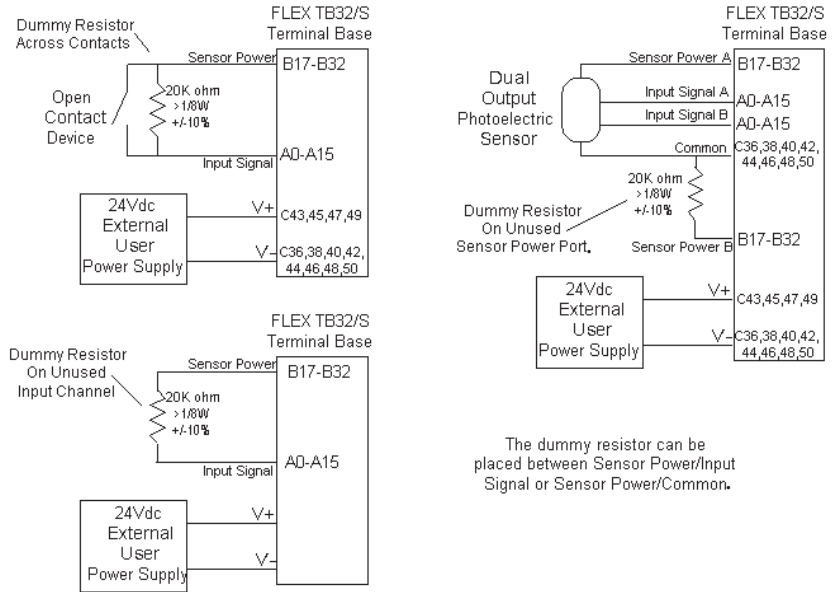 FLEX TB32/S
Terminal Base
Dummy Resistor
Across Contacts
Sensor Power
B17-B32
20K ohm
>1/8W
+/-10%
Open
Contact
Device
Input Signal
A0-A15
24Vdc
External
User
Power Supply
V+
C43,45,47,49
V-
C36,38,40,42,
44,46,48,50
FLEX TB32/S
Terminal Base
Dummy Resistor
On Unused
Input Channel
Sensor Power
B17-B32
20K ohm
>1/8W
+/-10%
Input Signal
A0-A15
24Vdc
External
User
Power Supply
V+
V-
FLEX TB32/S
Terminal Base
Sensor Power A
B17-B32
Dual
Output
Photoelectric
Sensor
Input Signal A
A0-A15
Input Signal B
A0-A15
Common
C36,38,40,42,
44,46,48,50
20K ohm
>1/8W
+/-10%
Dummy Resistor
On Unused
Sensor Power Port.
Sensor Power B
B17-B32
24Vdc
External
User
Power Supply
V+
C43,45,47,49
V-
C36,38,40,42,
44,46,48,50
The dummy resistor can be
placed between Sensor Power/Input
Signal or Sensor Power/Common.